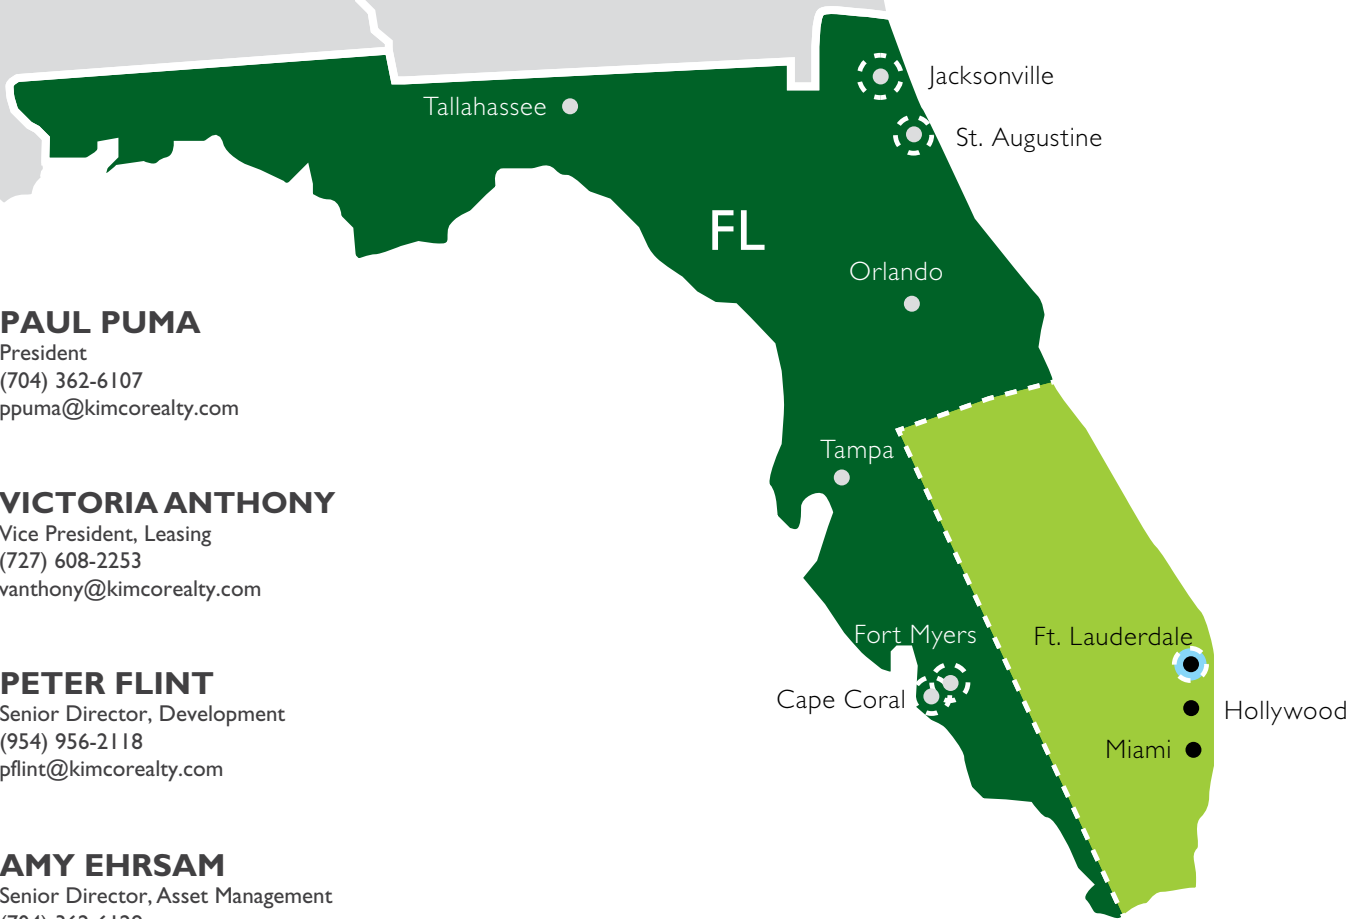 Jacksonville
Tallahassee
St. Augustine
FL
Orlando
PAUL PUMA
President
(704) 362-6107
ppuma@kimcorealty.com
Tampa
VICTORIA ANTHONY
Vice President, Leasing
(727) 608-2253
vanthony@kimcorealty.com
Fort Myers
Ft. Lauderdale
Cape Coral
Hollywood
Miami
PETER FLINT
Senior Director, Development
(954) 956-2118
pflint@kimcorealty.com
AMY EHRSAM
Senior Director, Asset Management